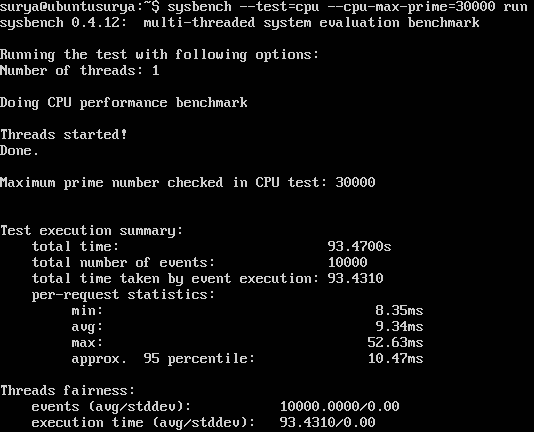 surya@ubuntusurya:~$ sysbench --test=cpu --cpu-max-prime=30000 run
sysbench 0.4.12:  multi-threaded system evaluation benchmark
Running the test with following options:
Number of threads: 1
Doing CPU performance benchmark
Threads started!
Done.
Maximum prime number checked in CPU test: 30000
Test execution summary:
    total time:                          93.4700s
    total number of events:              10000
    total time taken by event execution: 93.4310
    per-request statistics:
         min:                                  8.35ms
         avg:                                  9.34ms
         max:                                 52.63ms
         approx.  95 percentile:              10.47ms
Threads fairness:
    events (avg/stddev):           10000.0000/0.00
    execution time (avg/stddev):   93.4310/0.00